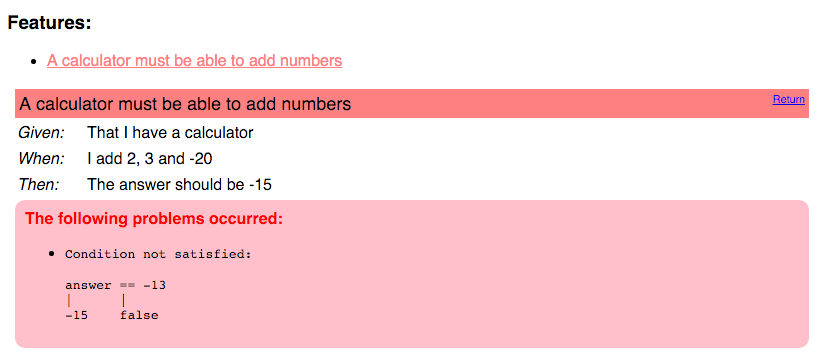 Features:
• A calculator must be able to add numbers
A calculator must be able to add numbers Return
Given: That I have a calculator
When: I add 2, 3 and -20
Then: The answer should be -15
The following problems occurred:
• Condition not satisfied:
answer == -13
|      |
-15    false